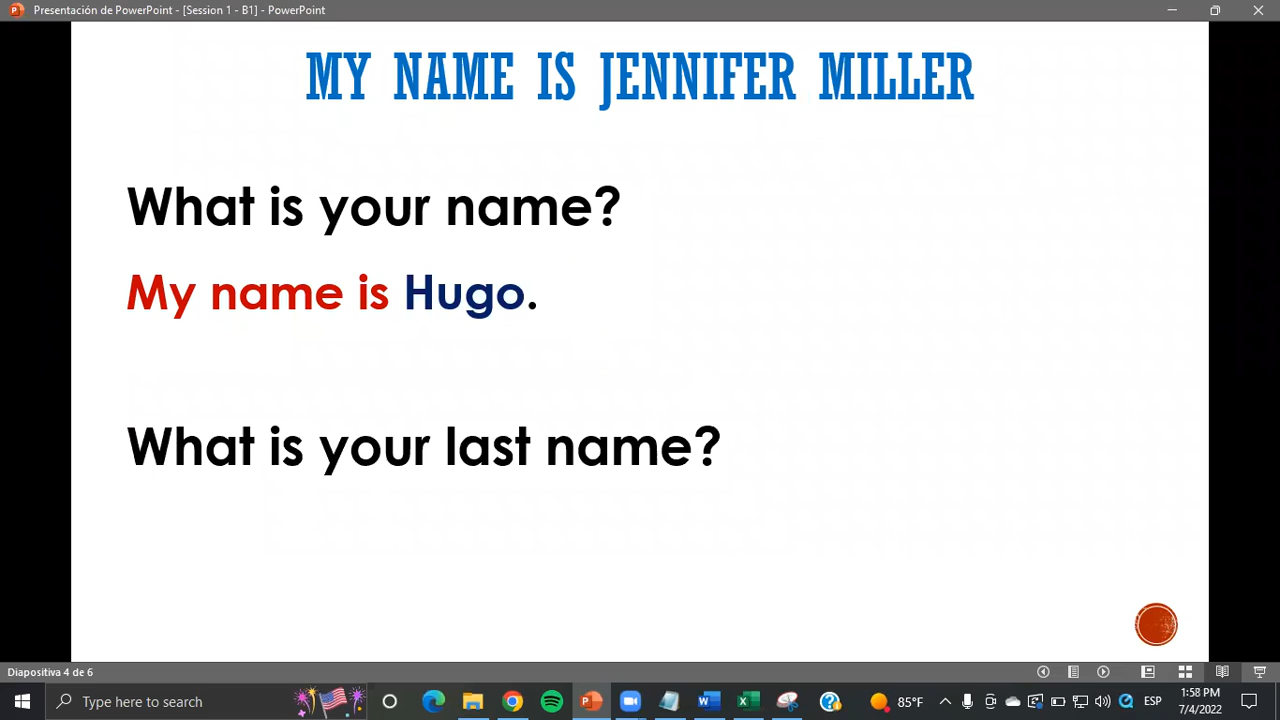 Presentación de PowerPoint - [Session 1 - B1] - PowerPoint
MY NAME IS JENNIFER MILLER
What is your name?
My name is Hugo.
What is your last name?
Diapositiva 4 de 6
Type here to search
85°F
ESP
1:58 PM
7/4/2022